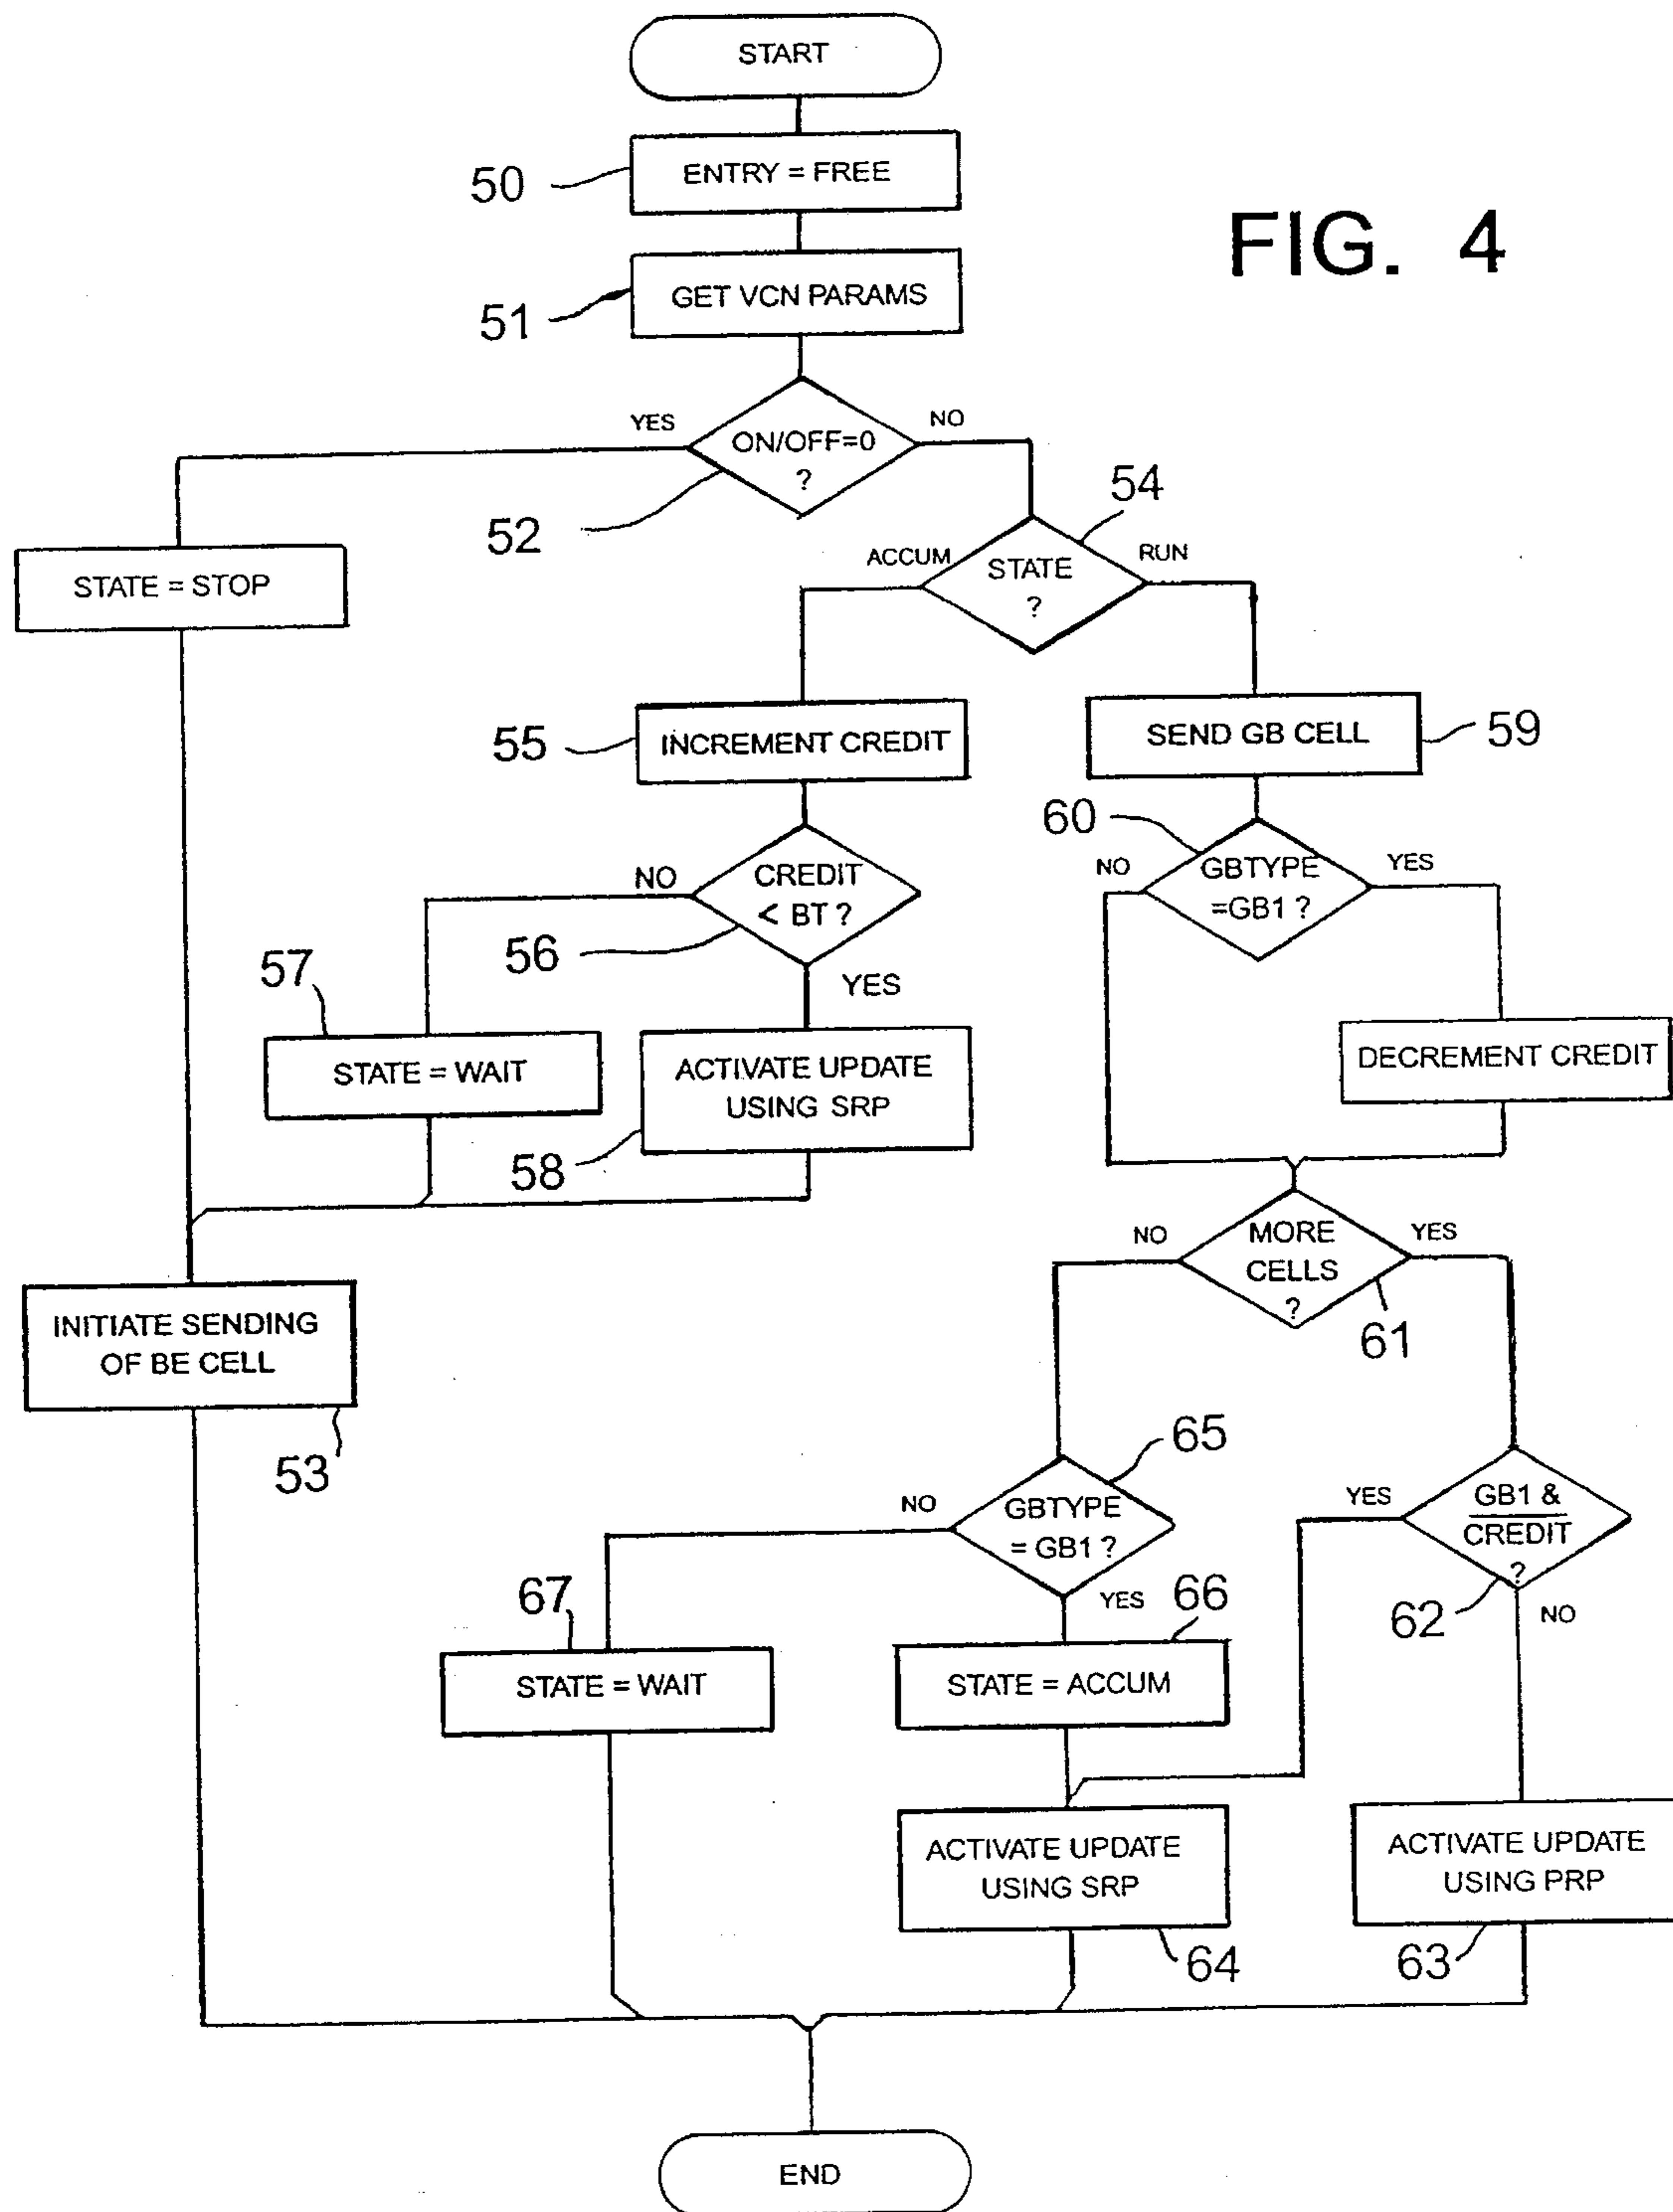 START
50
ENTRY = FREE
FIG. 4
51
GET VCN PARAMS
YES
NO
ON/OFF=0
?
52
54
STATE = STOP
ACCUM
RUN
STATE
?
55
INCREMENT CREDIT
SEND GB CELL
59
60
NO
YES
GBTYPE
=GB1 ?
NO
CREDIT
< BT ?
56
YES
57
STATE = WAIT
ACTIVATE UPDATE
USING SRP
58
DECREMENT CREDIT
NO
YES
MORE
CELLS
?
61
INITIATE SENDING
OF BE CELL
53
65
NO
GBTYPE
= GB1 ?
YES
YES
GB1 &
CREDIT
?
62
NO
67
66
STATE = WAIT
STATE = ACCUM
ACTIVATE UPDATE
USING SRP
64
ACTIVATE UPDATE
USING PRP
63
END